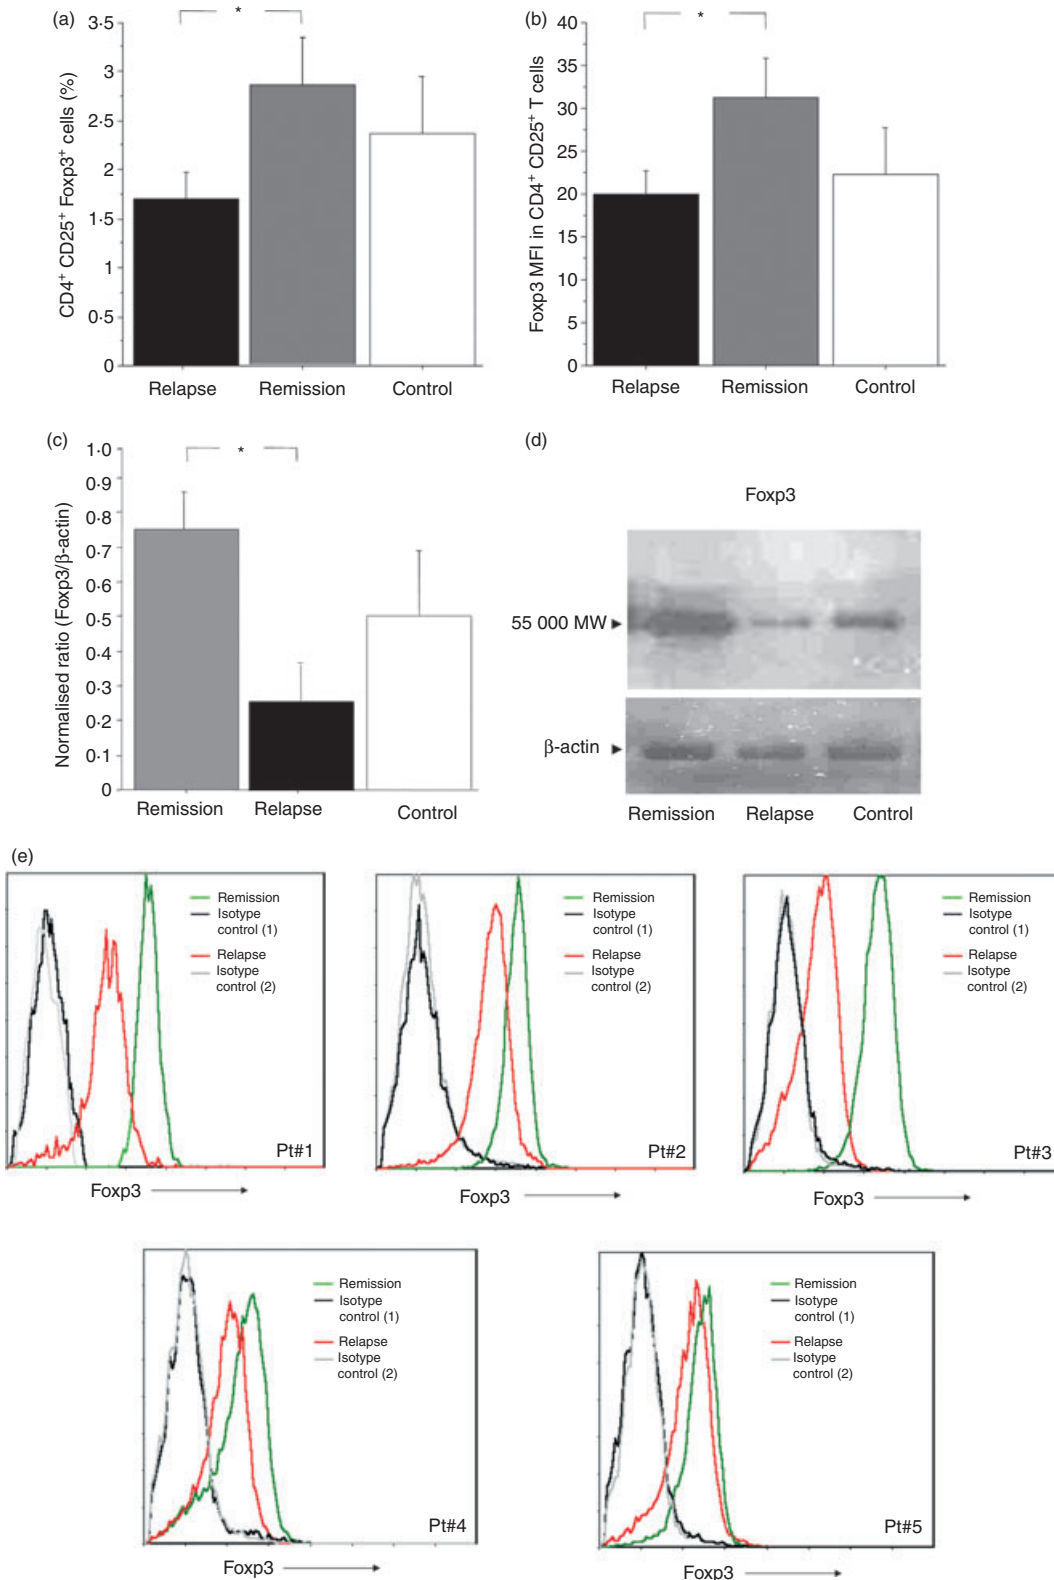 (a)
*
3·5
3
2·5
2
1·5
1
0·5
0
CD4⁺ CD25⁺ Foxp3⁺ cells (%)
Relapse Remission Control
(b)
*
40
35
30
25
20
15
10
5
0
Foxp3 MFI in CD4⁺ CD25⁺ T cells
Relapse Remission Control
(c)
*
1·0
0·9
0·8
0·7
0·6
0·5
0·4
0·3
0·2
0·1
0
Normalised ratio (Foxp3/β-actin)
Remission Relapse Control
(d)
Foxp3
55 000 MW
β-actin
Remission Relapse Control
(e)
Remission
Isotype
control (1)
Relapse
Isotype
control (2)
Pt#1
Foxp3
Remission
Isotype
control (1)
Relapse
Isotype
control (2)
Pt#2
Foxp3
Remission
Isotype
control (1)
Relapse
Isotype
control (2)
Pt#3
Foxp3
Remission
Isotype
control (1)
Relapse
Isotype
control (2)
Pt#4
Foxp3
Remission
Isotype
control (1)
Relapse
Isotype
control (2)
Pt#5
Foxp3